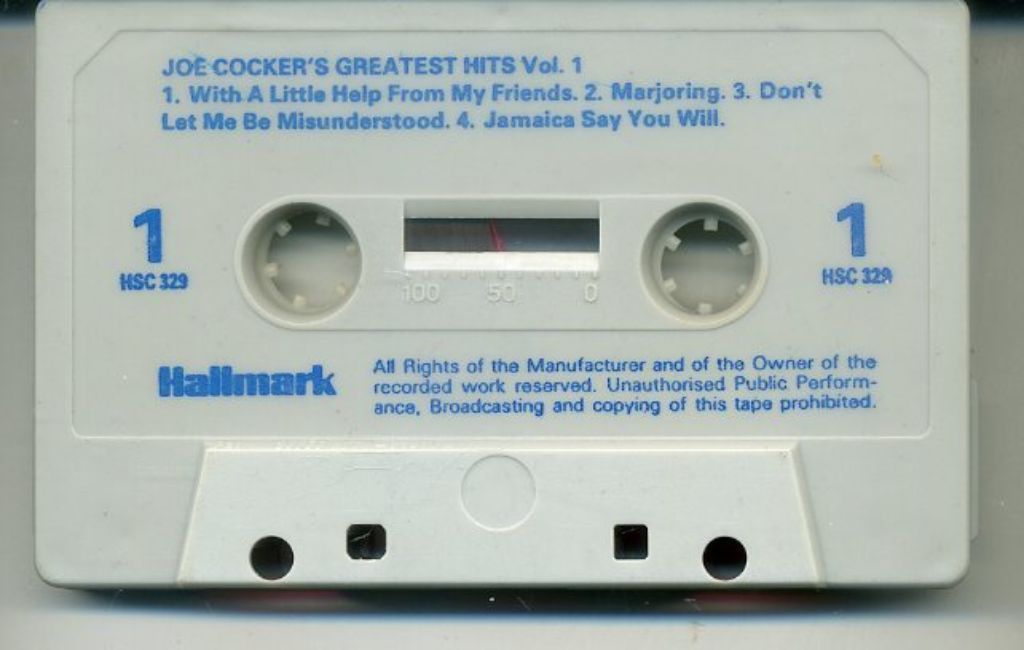 JOE COCKER'S GREATEST HITS Vol. 1
1. With A Little Help From My Friends. 2. Marjoring. 3. Don't
Let Me Be Misunderstood. 4. Jamaica Say You Will.
1
HSC 329
1
HSC 329
100 50 0
Hallmark
All Rights of the Manufacturer and of the Owner of the
recorded work reserved. Unauthorised Public Perform-
ance, Broadcasting and copying of this tape prohibited.